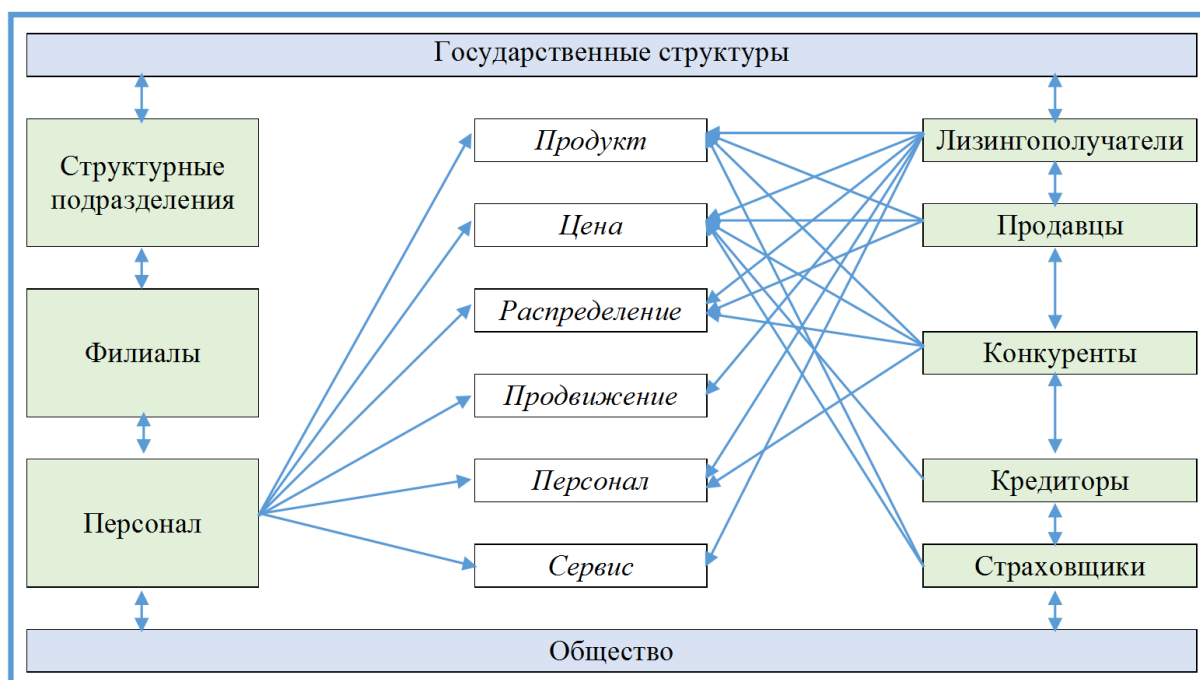 Государственные структуры
Структурные
подразделения
Филиалы
Персонал
Продукт
Цена
Распределение
Продвижение
Персонал
Сервис
Лизингополучатели
Продавцы
Конкуренты
Кредиторы
Страховщики
Общество